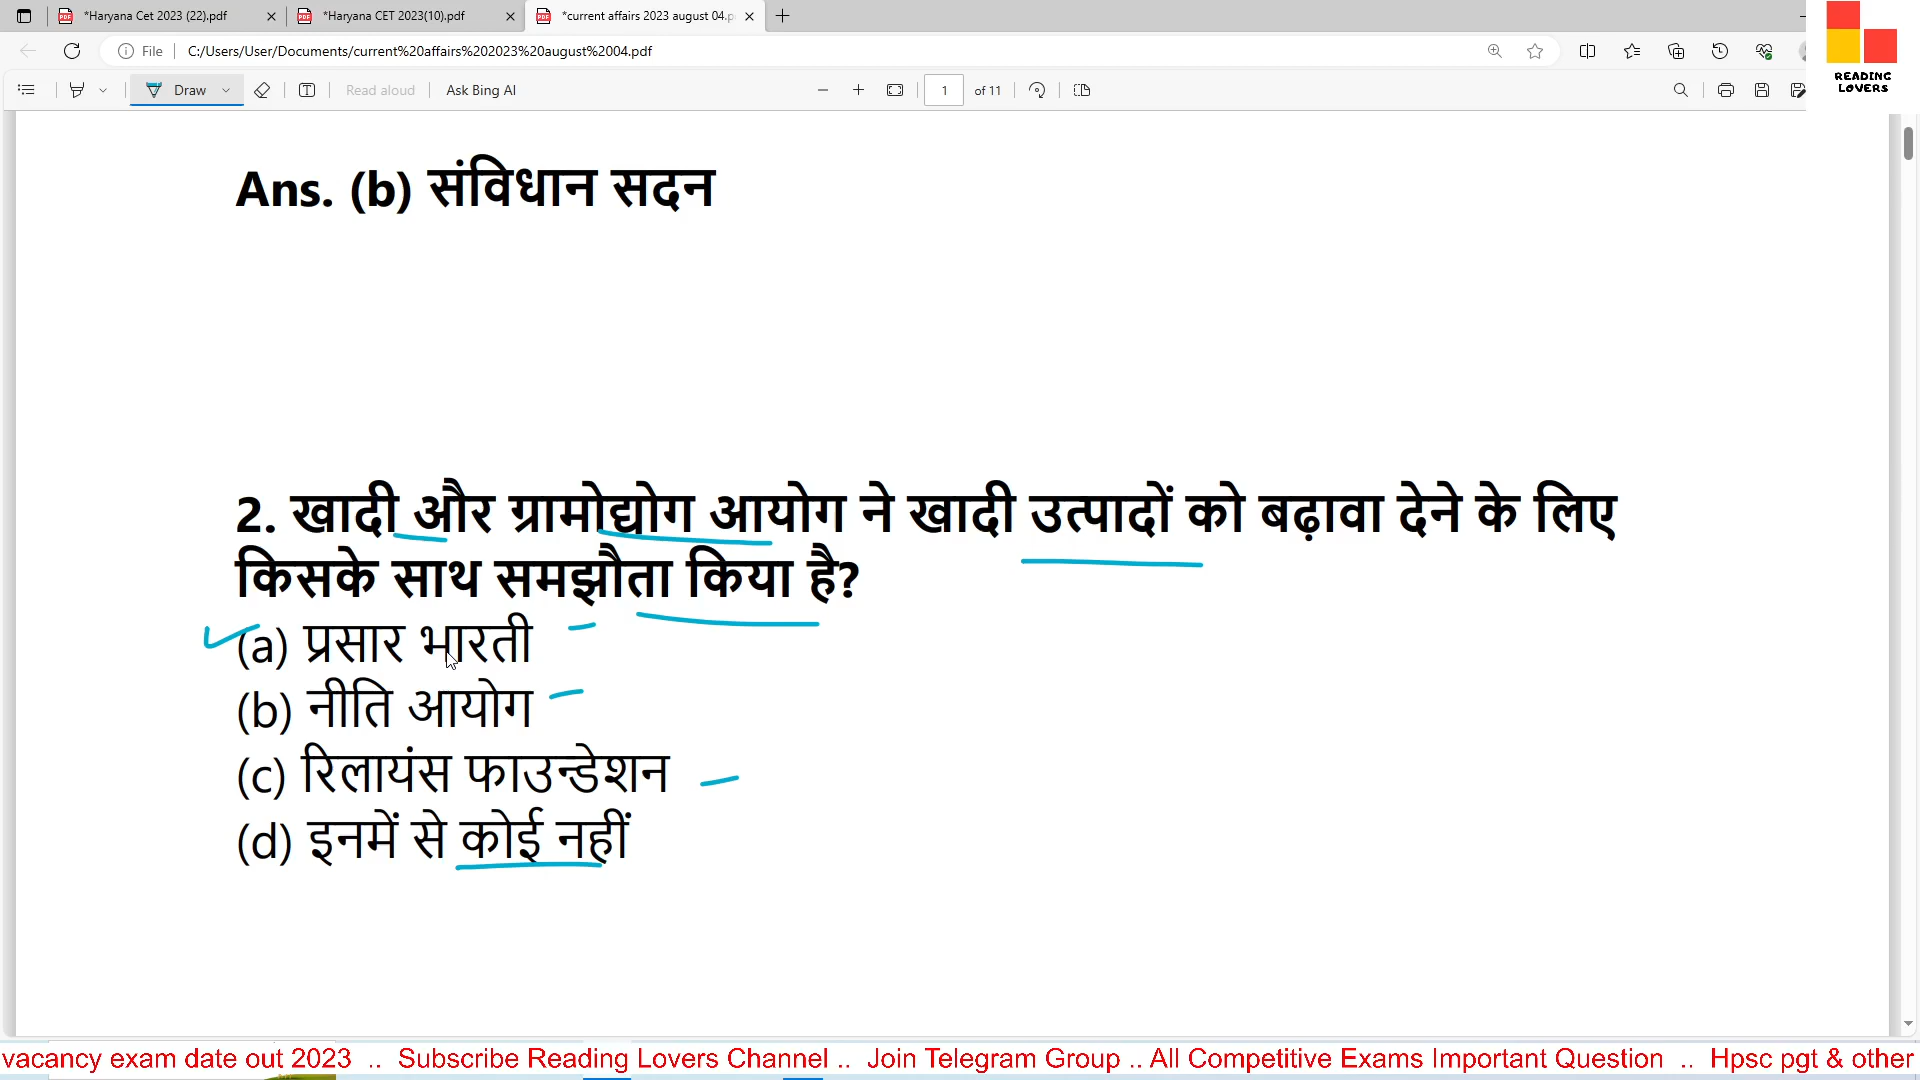 *Haryana Cet 2023 (22).pdf
*Haryana CET 2023(10).pdf
*current affairs 2023 august 04.p
File
C:/Users/User/Documents/current%20affairs%202023%20august%2004.pdf
READING
LOVERS
Draw
Read aloud
Ask Bing AI
1
of 11
Ans. (b) संविधान सदन
2. खादी और ग्रामोद्योग आयोग ने खादी उत्पादों को बढ़ावा देने के लिए
किसके साथ समझौता किया है?
(a) प्रसार भारती
(b) नीति आयोग
(c) रिलायंस फाउन्डेशन
(d) इनमें से कोई नहीं
vacancy exam date out 2023 .. Subscribe Reading Lovers Channel .. Join Telegram Group .. All Competitive Exams Important Question .. Hpsc pgt & other